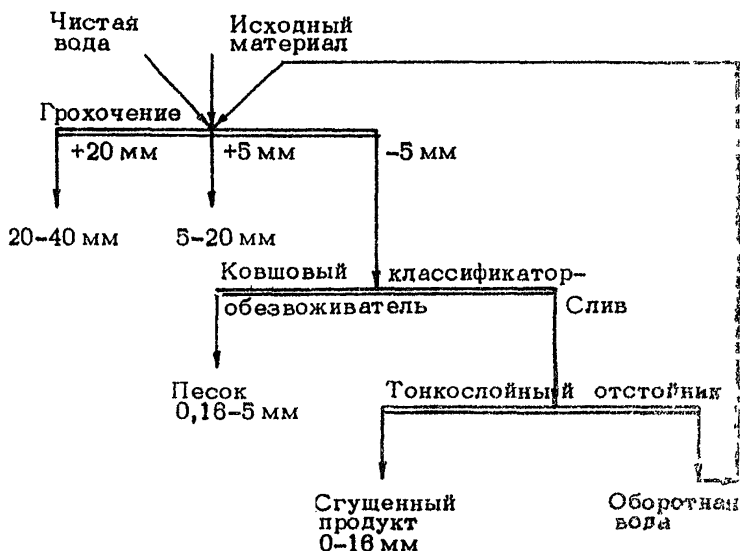 Чистая
вода
Исходный
материал
Грохочение
+20 мм
+5 мм
-5 мм
20-40 мм
5-20 мм
Ковшовый классификатор-
обезвоживатель
Слив
Песок
0,16-5 мм
Тонкослойный отстойник
Сгущенный
продукт
0-16 мм
Оборотная
вода